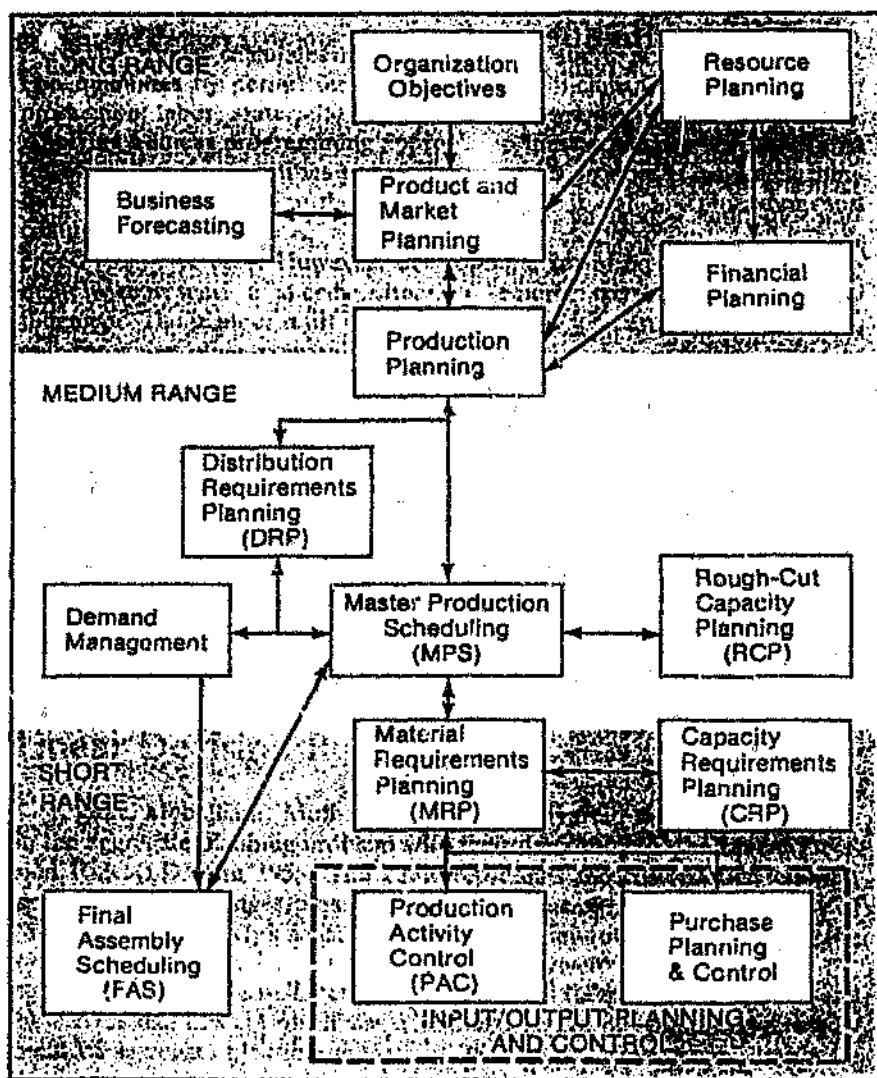 LONG RANGE
Organization
Objectives
Resource
Planning
Business
Forecasting
Product and
Market
Planning
Financial
Planning
Production
Planning
MEDIUM RANGE
Distribution
Requirements
Planning
(DRP)
Demand
Management
Master Production
Scheduling
(MPS)
Rough-Cut
Capacity
Planning
(RCP)
SHORT
RANGE
Material
Requirements
Planning
(MRP)
Capacity
Requirements
Planning
(CRP)
Final
Assembly
Scheduling
(FAS)
Production
Activity
Control
(PAC)
Purchase
Planning
& Control
INPUT/OUTPUT PLANNING
AND CONTROL